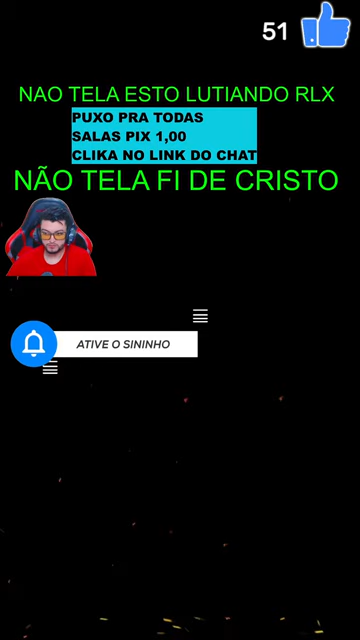 51
NAO TELA ESTO LUTIANDO RLX
PUXO PRA TODAS
SALAS PIX 1,00
CLIKA NO LINK DO CHAT
NÃO TELA FI DE CRISTO
ATIVE O SININHO